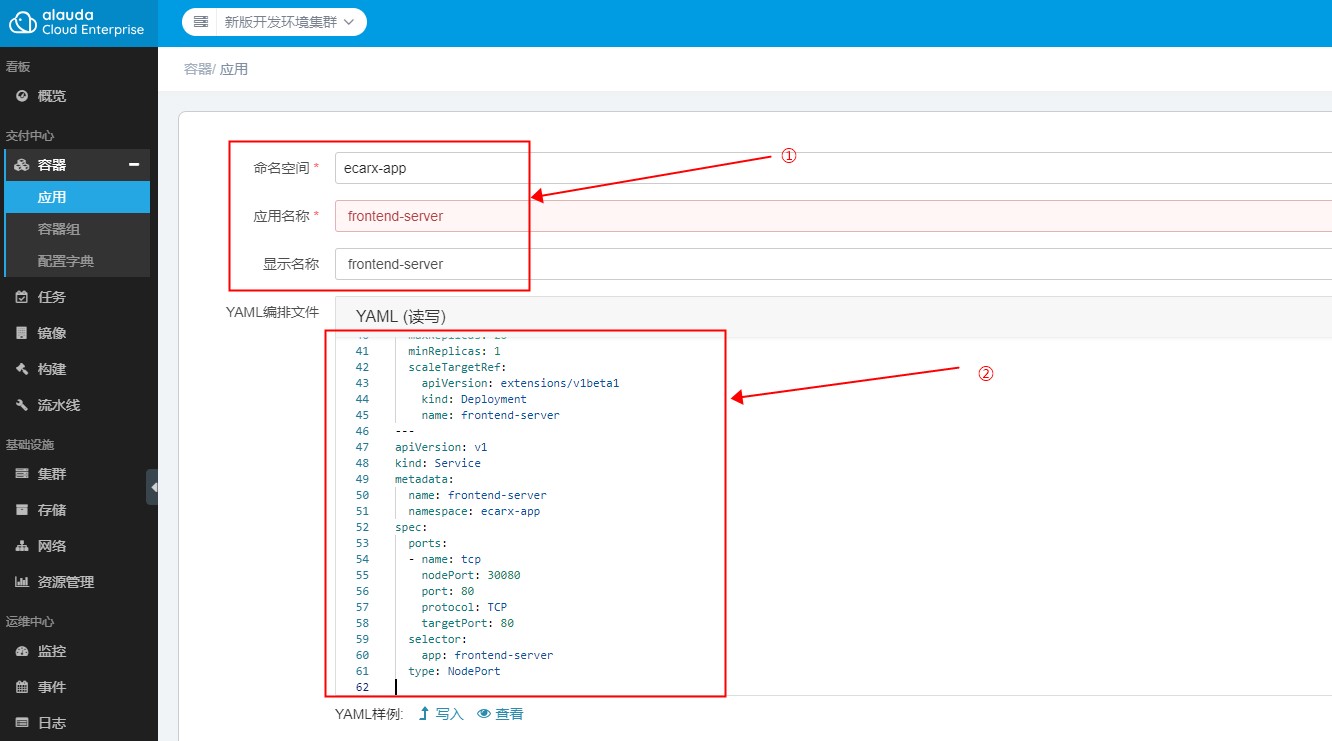 alauda
Cloud Enterprise
新版开发环境集群
看板
概览
交付中心
容器
应用
容器组
配置字典
任务
镜像
构建
流水线
基础设施
集群
存储
网络
资源管理
运维中心
监控
事件
日志
容器/ 应用
命名空间 * ecarx-app
①
应用名称 * frontend-server
显示名称 frontend-server
YAML编排文件 YAML (读写)
41 minReplicas: 1
42 scaleTargetRef:
43 apiVersion: extensions/v1beta1
44 kind: Deployment
45 name: frontend-server
②
46 ---
47 apiVersion: v1
48 kind: Service
49 metadata:
50 name: frontend-server
51 namespace: ecarx-app
52 spec:
53 ports:
54 - name: tcp
55 nodePort: 30080
56 port: 80
57 protocol: TCP
58 targetPort: 80
59 selector:
60 app: frontend-server
61 type: NodePort
62
YAML样例: 写入 查看